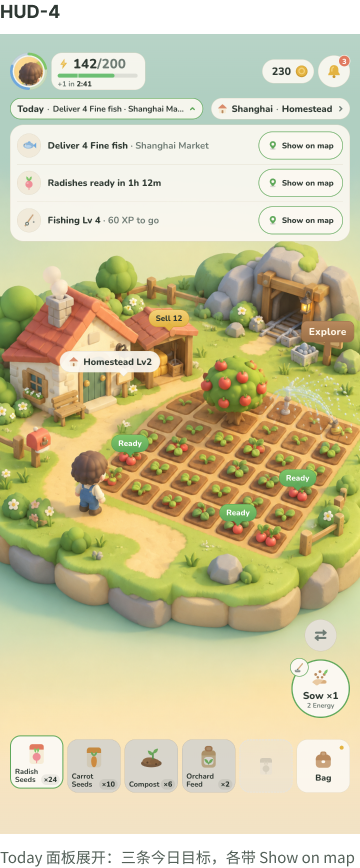 HUD-4
142/200
+1 in 2:41
230
3
Today · Deliver 4 Fine fish · Shanghai Ma...
Shanghai · Homestead
Deliver 4 Fine fish · Shanghai Market
Show on map
Radishes ready in 1h 12m
Show on map
Fishing Lv 4 · 60 XP to go
Show on map
Sell 12
Explore
Homestead Lv2
Ready
Ready
Ready
Sow ×1
2 Energy
Radish Seeds ×24
Carrot Seeds ×10
Compost ×6
Orchard Feed ×2
Bag
Today 面板展开：三条今日目标，各带 Show on map